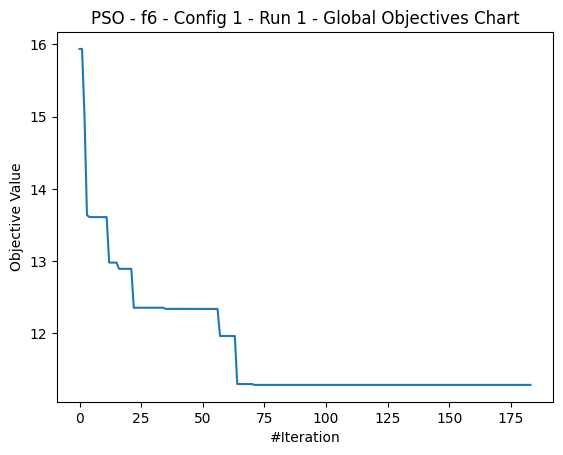 PSO - f6 - Config 1 - Run 1 - Global Objectives Chart
16
15
14
13
12
Objective Value
0 25 50 75 100 125 150 175
#Iteration